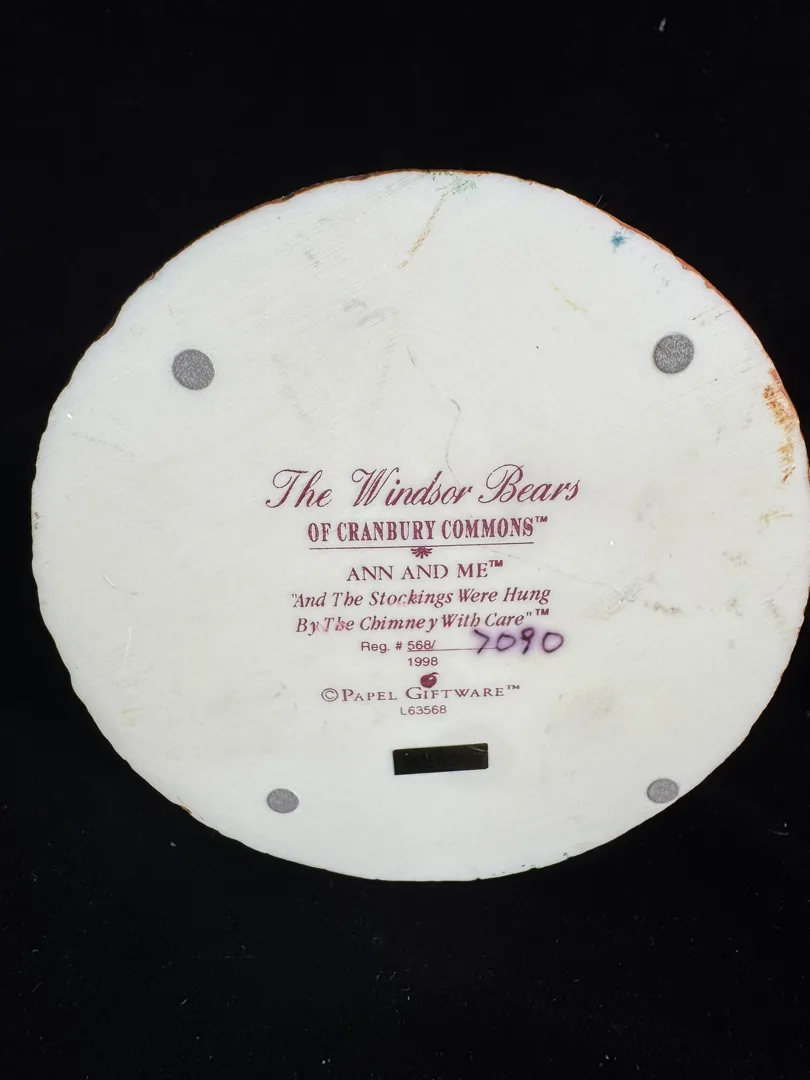 The Windsor Bears
OF CRANBURY COMMONS™
ANN AND ME™
"And The Stockings Were Hung
By The Chimney With Care"™
Reg. # 568/ 7090
1998
©PAPEL GIFTWARE™
L63568